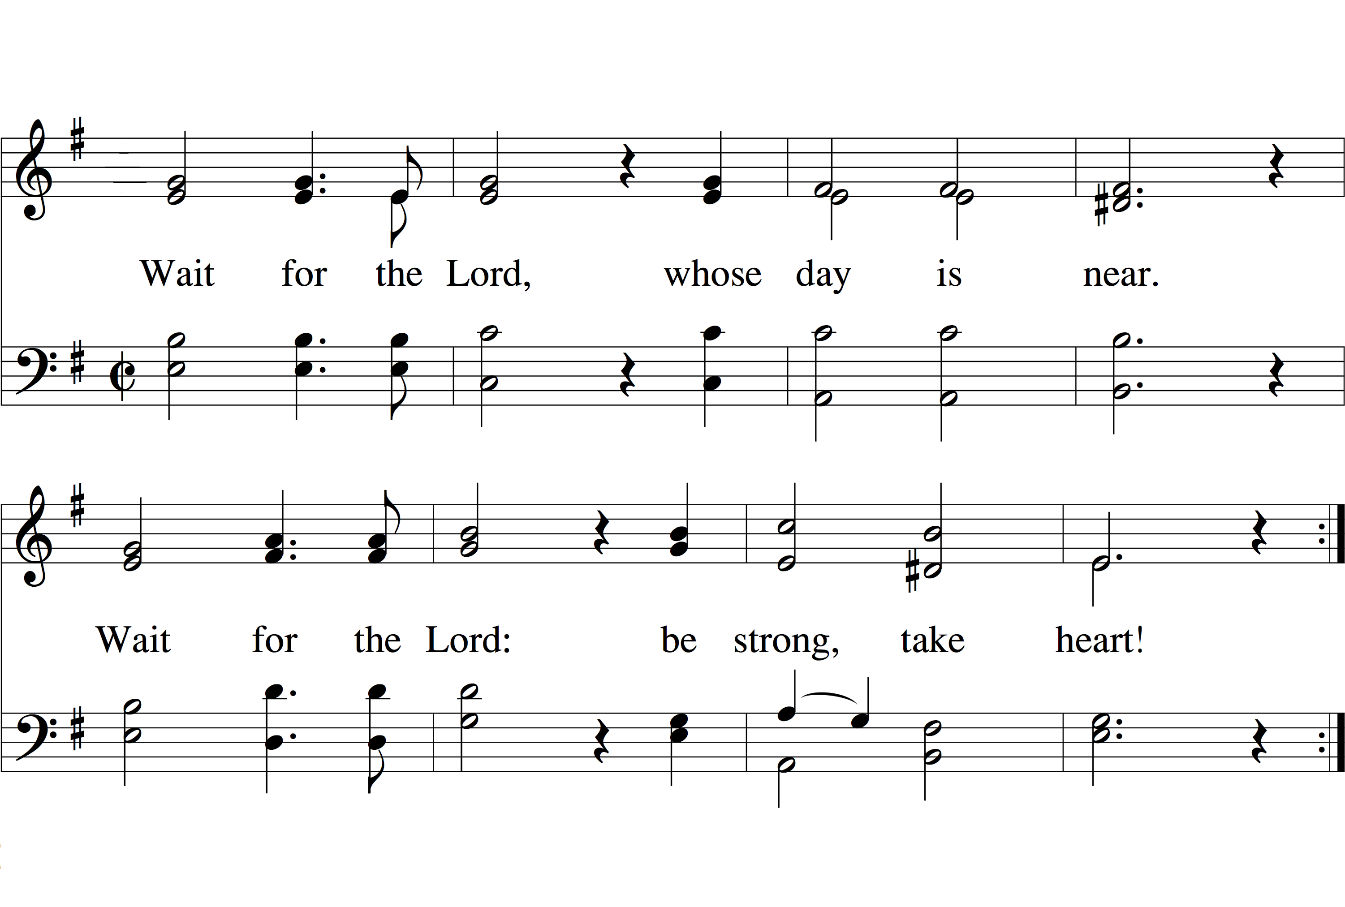 Wait for the Lord, whose day is near.
Wait for the Lord: be strong, take heart!